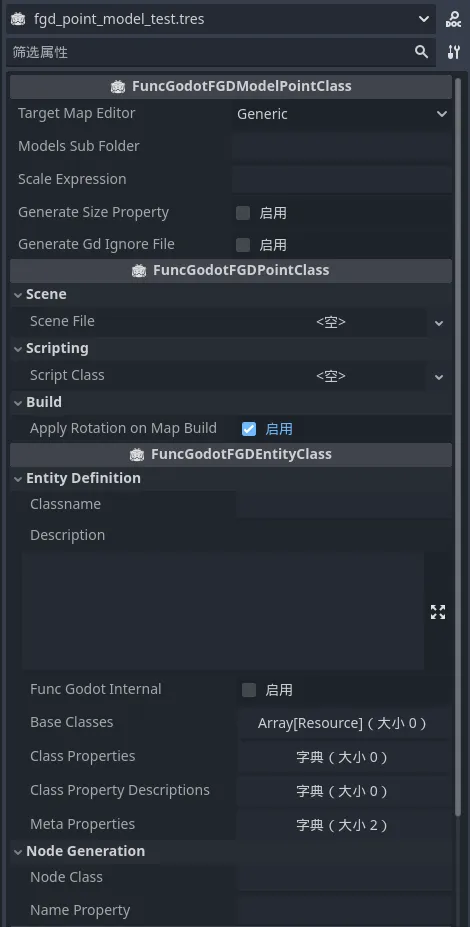 fgd_point_model_test.tres
DOC
筛选属性
FuncGodotFGDModelPointClass
Target Map Editor Generic
Models Sub Folder
Scale Expression
Generate Size Property 启用
Generate Gd Ignore File 启用
FuncGodotFGDPointClass
Scene
Scene File <空>
Scripting
Script Class <空>
Build
Apply Rotation on Map Build 启用
FuncGodotFGDEntityClass
Entity Definition
Classname
Description
Func Godot Internal 启用
Base Classes Array[Resource]（大小 0）
Class Properties 字典（大小 0）
Class Property Descriptions 字典（大小 0）
Meta Properties 字典（大小 2）
Node Generation
Node Class
Name Property